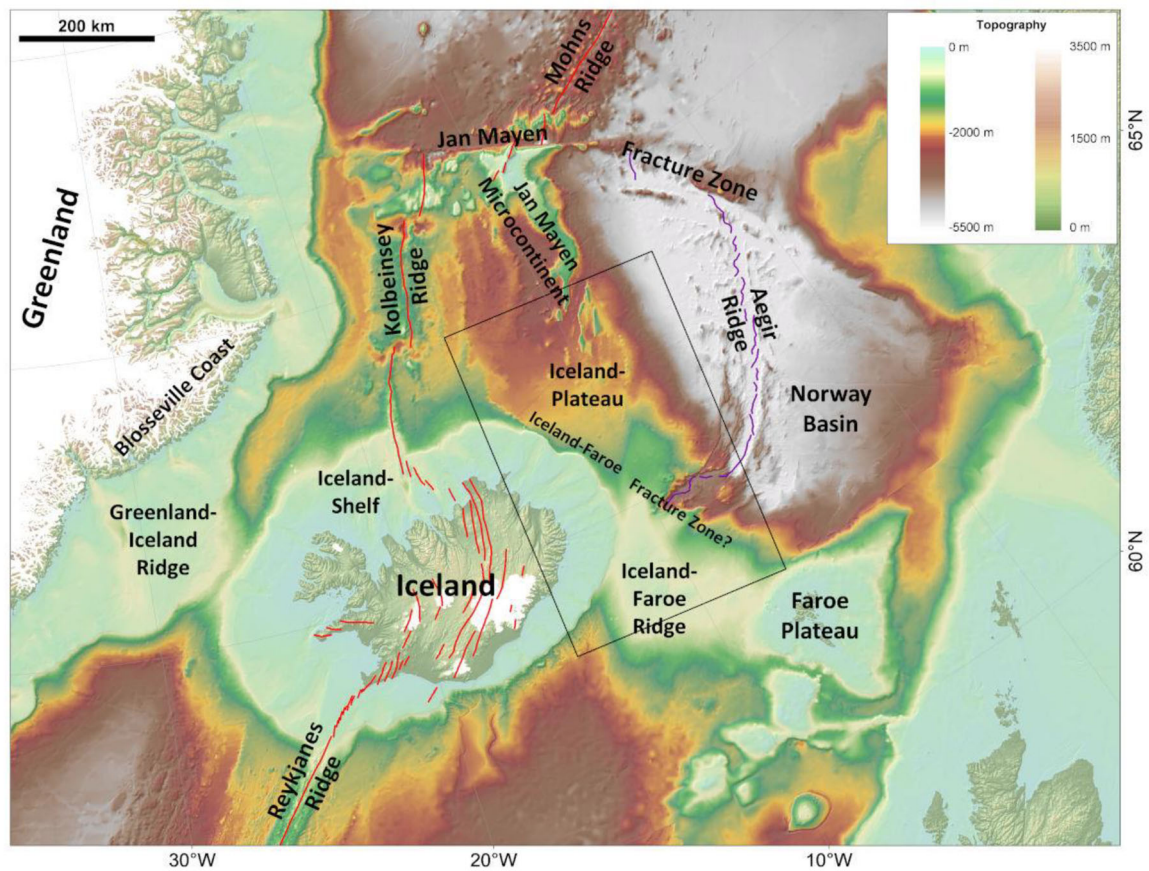 200 km
Topography
0 m
3500 m
-2000 m
1500 m
-5500 m
0 m
65°N
Mohns
Ridge
Jan Mayen
Fracture Zone
Jan Mayen
Microcontinent
Greenland
Kolbeinsey
Ridge
Aegir
Ridge
Blosseville Coast
Iceland-
Plateau
Norway
Basin
Iceland-Faroe
Fracture Zone?
Iceland-
Shelf
Greenland-
Iceland
Ridge
Iceland
Iceland-
Faroe
Ridge
Faroe
Plateau
60°N
Reykjanes
Ridge
30°W
20°W
10°W